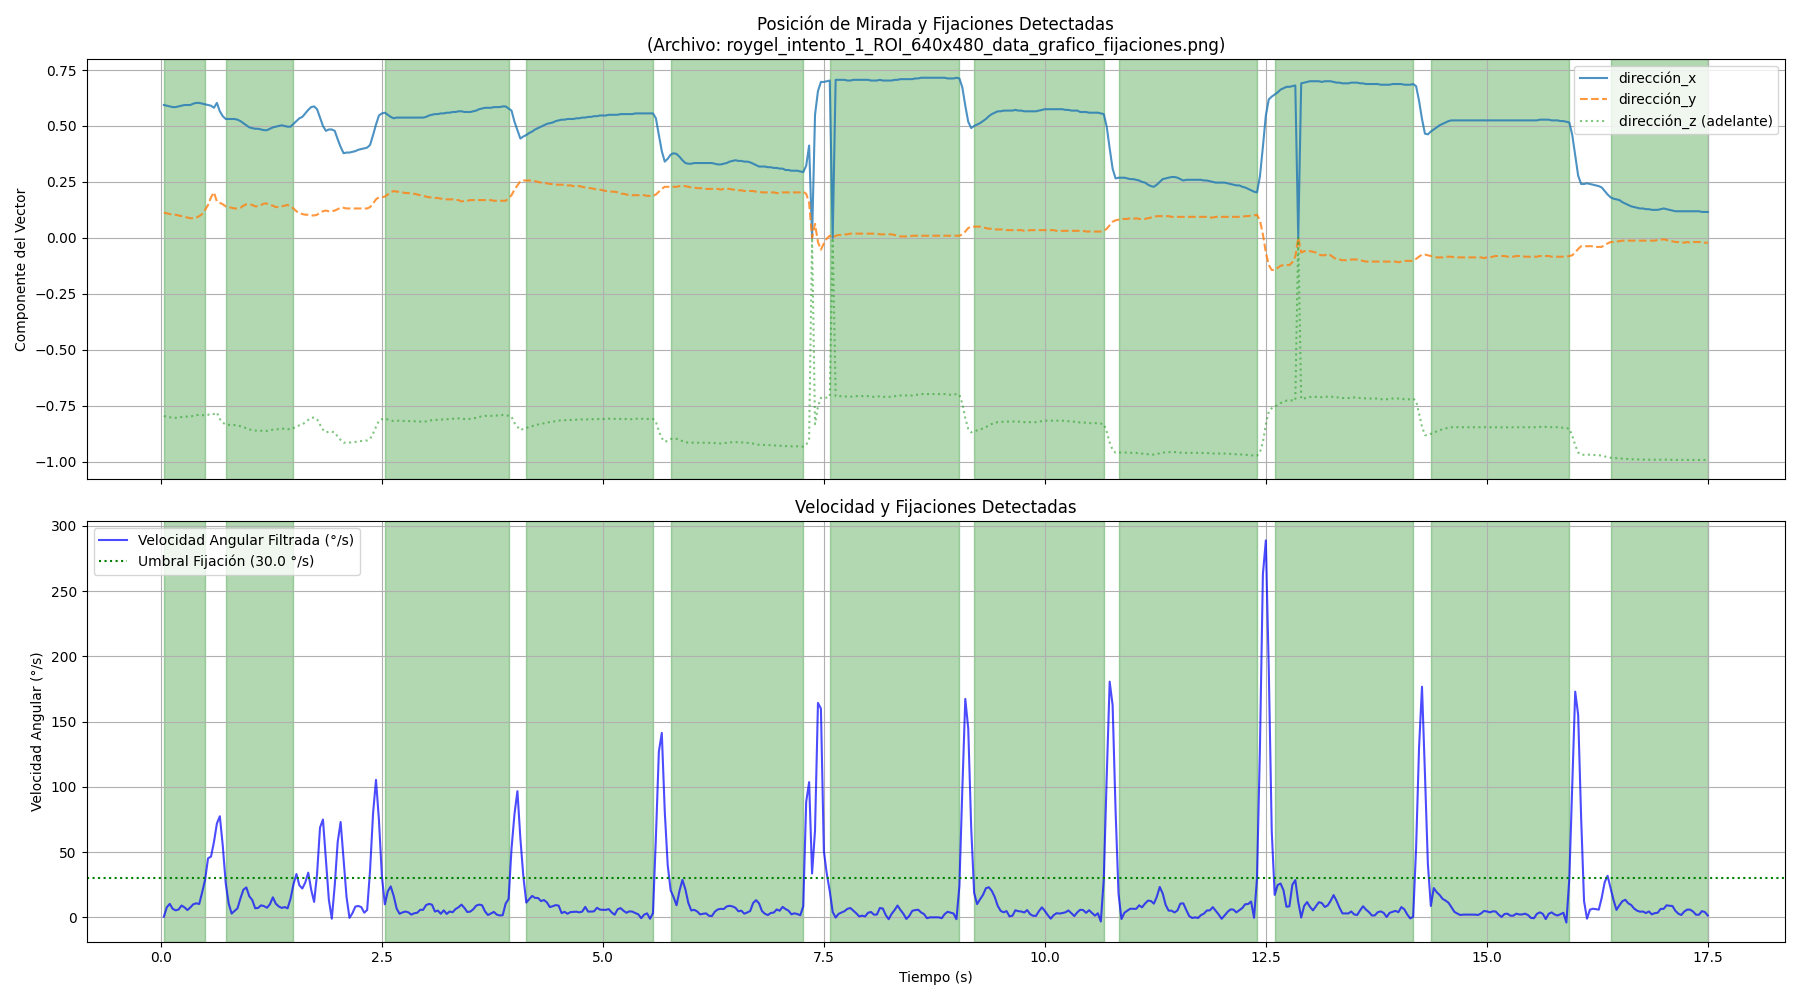 Posición de Mirada y Fijaciones Detectadas
(Archivo: roygel_intento_1_ROI_640x480_data_grafico_fijaciones.png)
0.75
0.50
0.25
0.00
−0.25
−0.50
−0.75
−1.00
Componente del Vector
dirección_x
dirección_y
dirección_z (adelante)
Velocidad y Fijaciones Detectadas
300
250
200
150
100
50
0
Velocidad Angular (°/s)
Velocidad Angular Filtrada (°/s)
Umbral Fijación (30.0 °/s)
0.0
2.5
5.0
7.5
10.0
12.5
15.0
17.5
Tiempo (s)